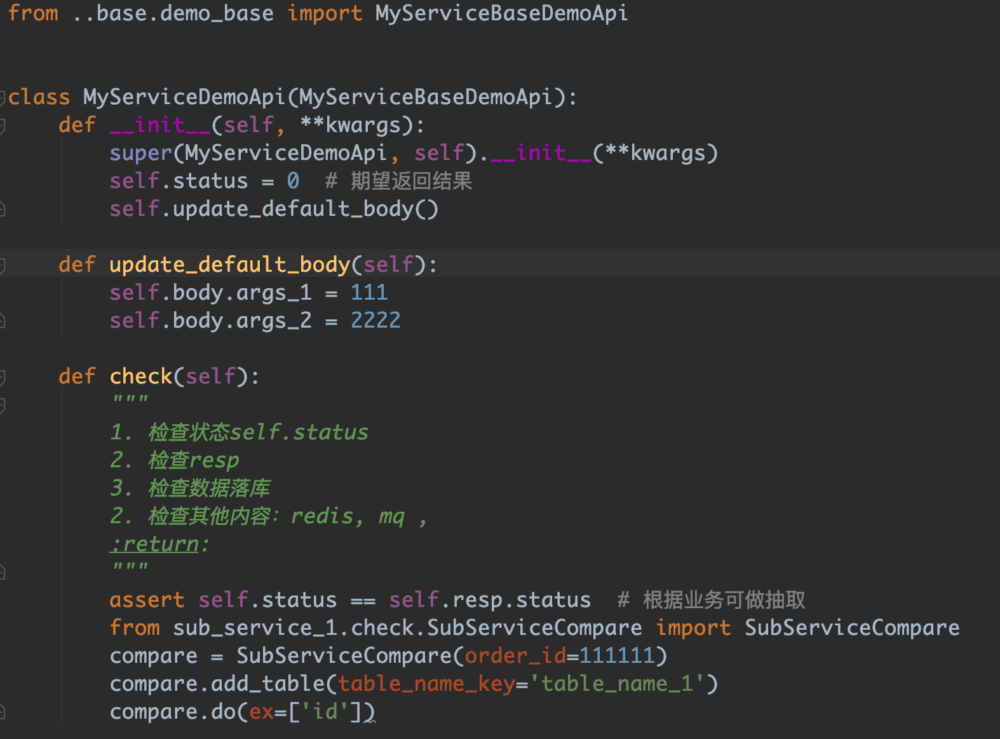 from ..base.demo_base import MyServiceBaseDemoApi
class MyServiceDemoApi(MyServiceBaseDemoApi):
    def __init__(self, **kwargs):
        super(MyServiceDemoApi, self).__init__(**kwargs)
        self.status = 0  # 期望返回结果
        self.update_default_body()
    def update_default_body(self):
        self.body.args_1 = 111
        self.body.args_2 = 2222
    def check(self):
        """
        1. 检查状态self.status
        2. 检查resp
        3. 检查数据落库
        2. 检查其他内容: redis, mq ,
        :return:
        """
        assert self.status == self.resp.status  # 根据业务可做抽取
        from sub_service_1.check.SubServiceCompare import SubServiceCompare
        compare = SubServiceCompare(order_id=111111)
        compare.add_table(table_name_key='table_name_1')
        compare.do(ex=['id'])